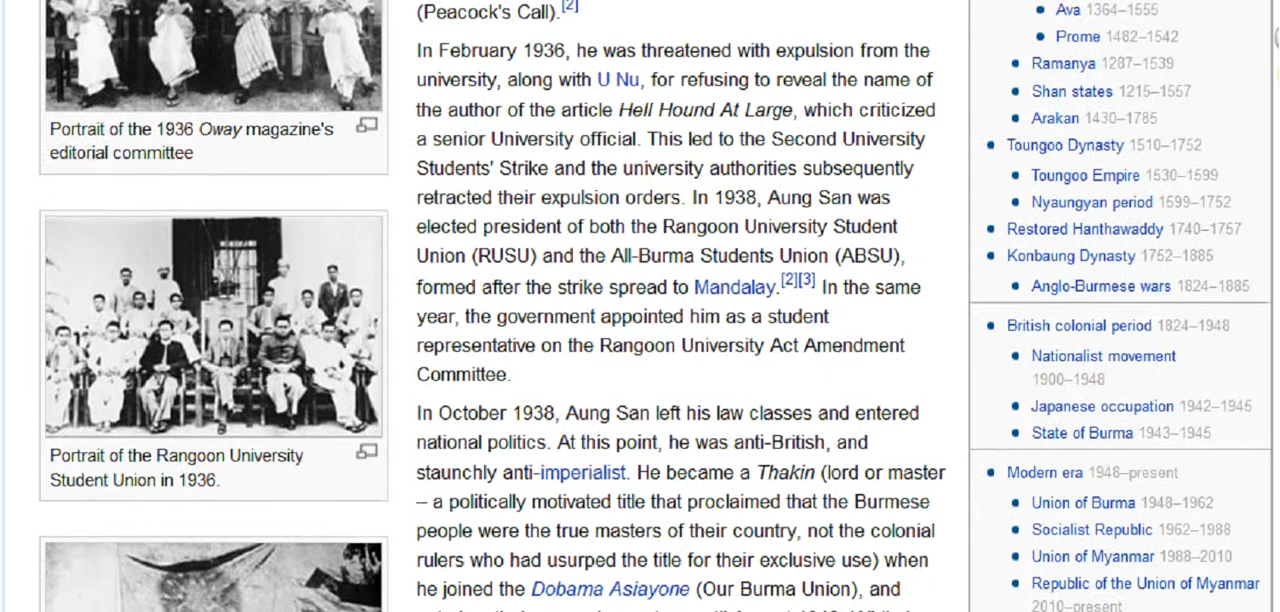 Portrait of the 1936 Oway magazine's
editorial committee
Portrait of the Rangoon University
Student Union in 1936.
(Peacock's Call).[2]
In February 1936, he was threatened with expulsion from the
university, along with U Nu, for refusing to reveal the name of
the author of the article Hell Hound At Large, which criticized
a senior University official. This led to the Second University
Students' Strike and the university authorities subsequently
retracted their expulsion orders. In 1938, Aung San was
elected president of both the Rangoon University Student
Union (RUSU) and the All-Burma Students Union (ABSU),
formed after the strike spread to Mandalay.[2][3] In the same
year, the government appointed him as a student
representative on the Rangoon University Act Amendment
Committee.
In October 1938, Aung San left his law classes and entered
national politics. At this point, he was anti-British, and
staunchly anti-imperialist. He became a Thakin (lord or master
– a politically motivated title that proclaimed that the Burmese
people were the true masters of their country, not the colonial
rulers who had usurped the title for their exclusive use) when
he joined the Dobama Asiayone (Our Burma Union), and
Ava 1364–1555
Prome 1482–1542
Ramanya 1287–1539
Shan states 1215–1557
Arakan 1430–1785
Toungoo Dynasty 1510–1752
Toungoo Empire 1530–1599
Nyaungyan period 1599–1752
Restored Hanthawaddy 1740–1757
Konbaung Dynasty 1752–1885
Anglo-Burmese wars 1824–1885
British colonial period 1824–1948
Nationalist movement
1900–1948
Japanese occupation 1942–1945
State of Burma 1943–1945
Modern era 1948–present
Union of Burma 1948–1962
Socialist Republic 1962–1988
Union of Myanmar 1988–2010
Republic of the Union of Myanmar
2010–present